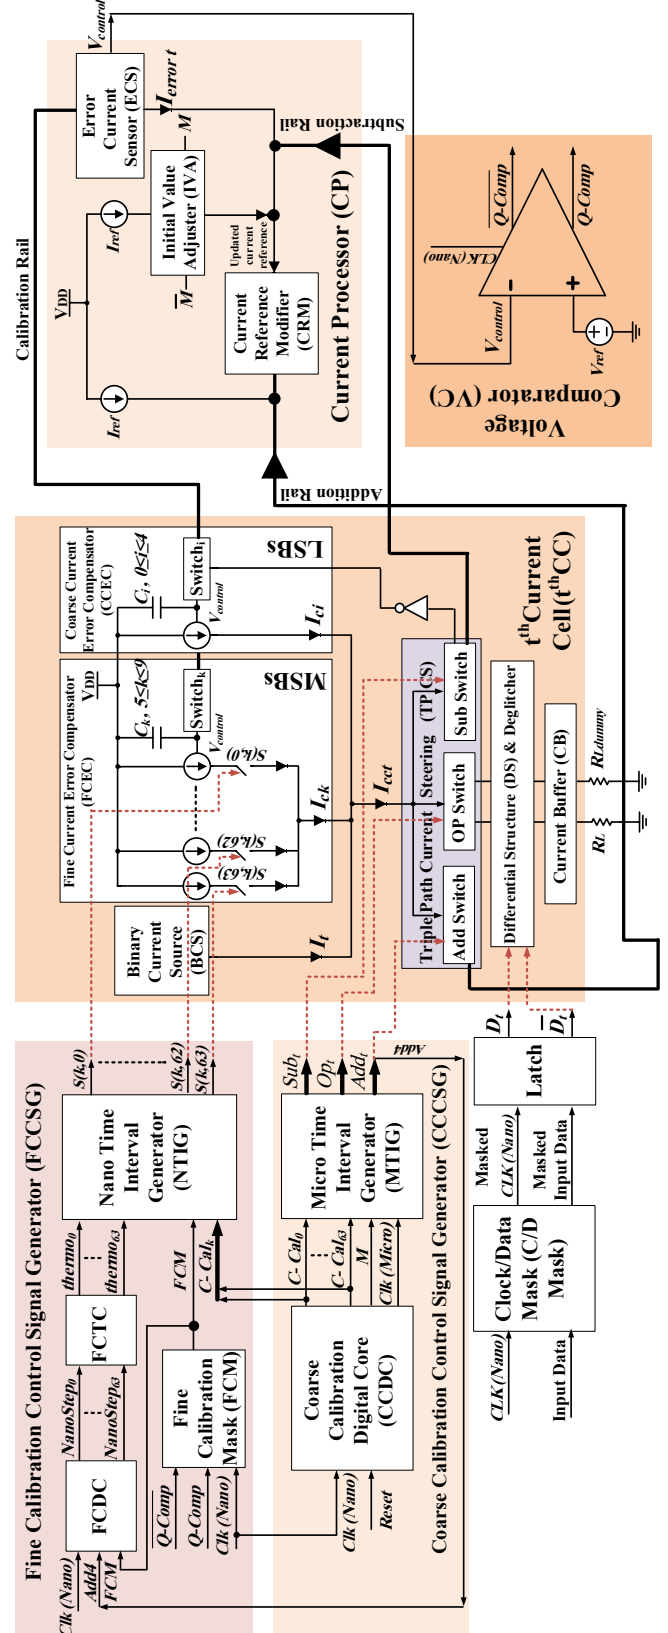 Fine Calibration Control Signal Generator (FCCSG)
Clk(Nano)
Add4
FCM
FCDC
NanoStep0
NanoStep63
FCTC
thermo0
thermo63
FCM
C- Calk
Nano Time
Interval
Generator
(NTIG)
S(k,0)
S(k,62)
S(k,63)
Q-Comp
Q-Comp
Clk(Nano)
Fine
Calibration
Mask (FCM)
Coarse Calibration Control Signal Generator (CCCSG)
Clk(Nano)
Reset
Coarse
Calibration
Digital Core
(CCDC)
C- Cal0
C- Cal63
M
Clk(Micro)
Micro Time
Interval
Generator
(MTIG)
Subt
Opt
Addt
Add4
CLK(Nano)
Input Data
Clock/Data
Mask (C/D
Mask)
Masked
CLK(Nano)
Masked
Input Data
Latch
Dt
Dt
Binary
Current
Source
(BCS)
It
Fine Current Error Compensator
(FCEC)
VDD
Ck, 5≤k≤9
S(k,63)
S(k,62)
S(k,0)
Vcontrol
Switchk
MSBs
Ick
Coarse Current
Error Compensator
(CCEC)
Ci, 0≤i≤4
Vcontrol
Switchi
LSBs
Ici
Icct
Triple Path Current Steering (TPCS)
Add Switch
OP Switch
Sub Switch
Differential Structure (DS) & Deglitcher
Current Buffer (CB)
RL
RLdummy
tth Current
Cell(tthCC)
Calibration Rail
Addition Rail
Subtraction Rail
VDD
Iref
Iref
Initial Value
Adjuster (IVA)
M
M
Error
Current
Sensor (ECS)
Vcontrol
Ierror t
Updated
current
reference
Current
Reference
Modifier
(CRM)
Current Processor (CP)
Voltage
Comparator (VC)
Vcontrol
CLK(Nano)
Q-Comp
Q-Comp
Vref